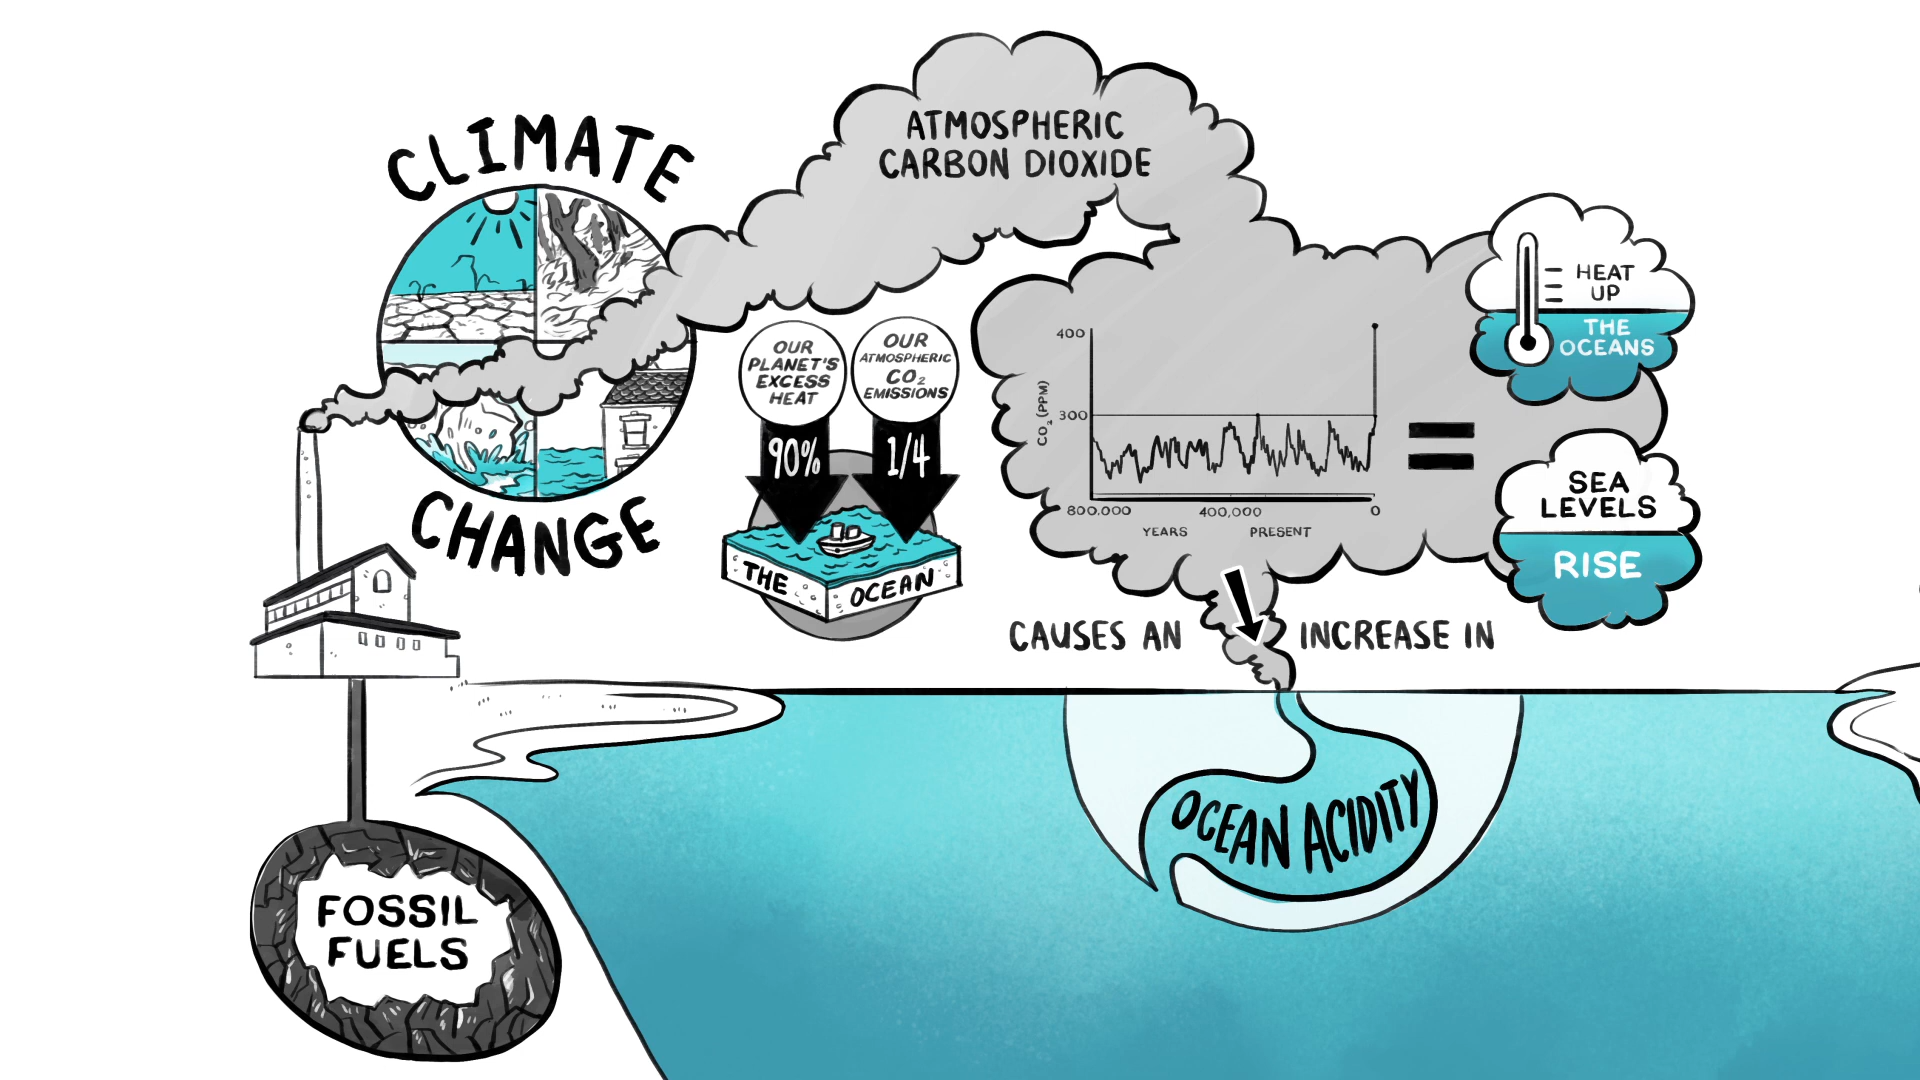 CLIMATE
CHANGE
ATMOSPHERIC
CARBON DIOXIDE
OUR
PLANET'S
EXCESS
HEAT
90%
OUR
ATMOSPHERIC
CO₂
EMISSIONS
1/4
THE OCEAN
CO₂ (PPM)
400
300
800,000 400,000 0
YEARS PRESENT
HEAT
UP
THE
OCEANS
SEA
LEVELS
RISE
CAUSES AN INCREASE IN
OCEAN ACIDITY
FOSSIL
FUELS